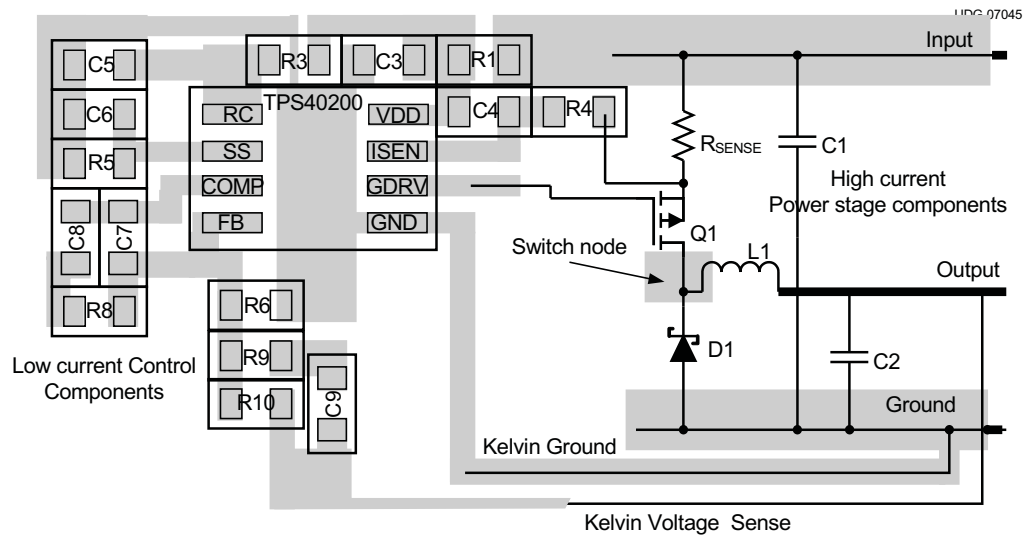 UDG-07045
Input
C5
R3
C3
R1
TPS40200
C6
RC
VDD
C4
R4
RSENSE
C1
R5
SS
ISEN
High current
Power stage components
COMP
GDRV
C8
C7
FB
GND
Q1
Switch node
L1
Output
R8
R6
Low current Control
Components
R9
D1
C2
R10
C9
Ground
Kelvin Ground
Kelvin Voltage Sense